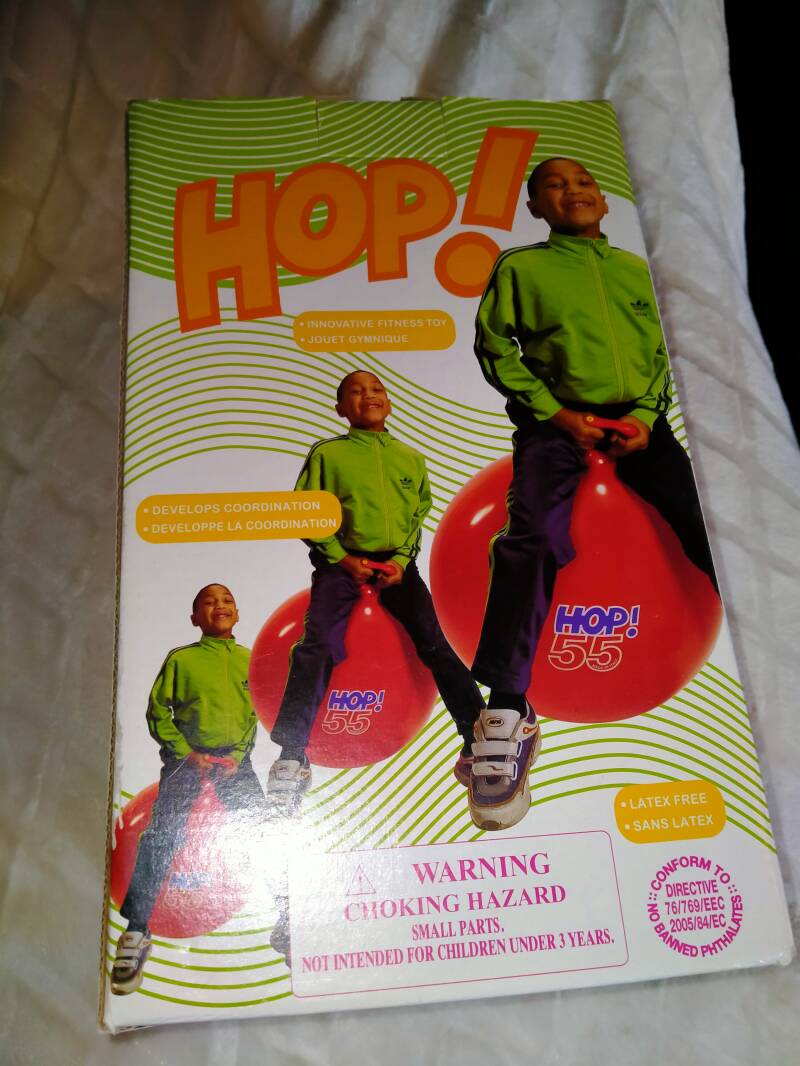 HOP!
• INNOVATIVE FITNESS TOY
• JOUET GYMNIQUE
• DEVELOPS COORDINATION
• DEVELOPPE LA COORDINATION
HOP!
55
HOP!
55
• LATEX FREE
• SANS LATEX
WARNING
CHOKING HAZARD
SMALL PARTS.
NOT INTENDED FOR CHILDREN UNDER 3 YEARS.
:: CONFORM TO ::
DIRECTIVE
76/769/EEC
2005/84/EC
ON BANNED PHTHALATES